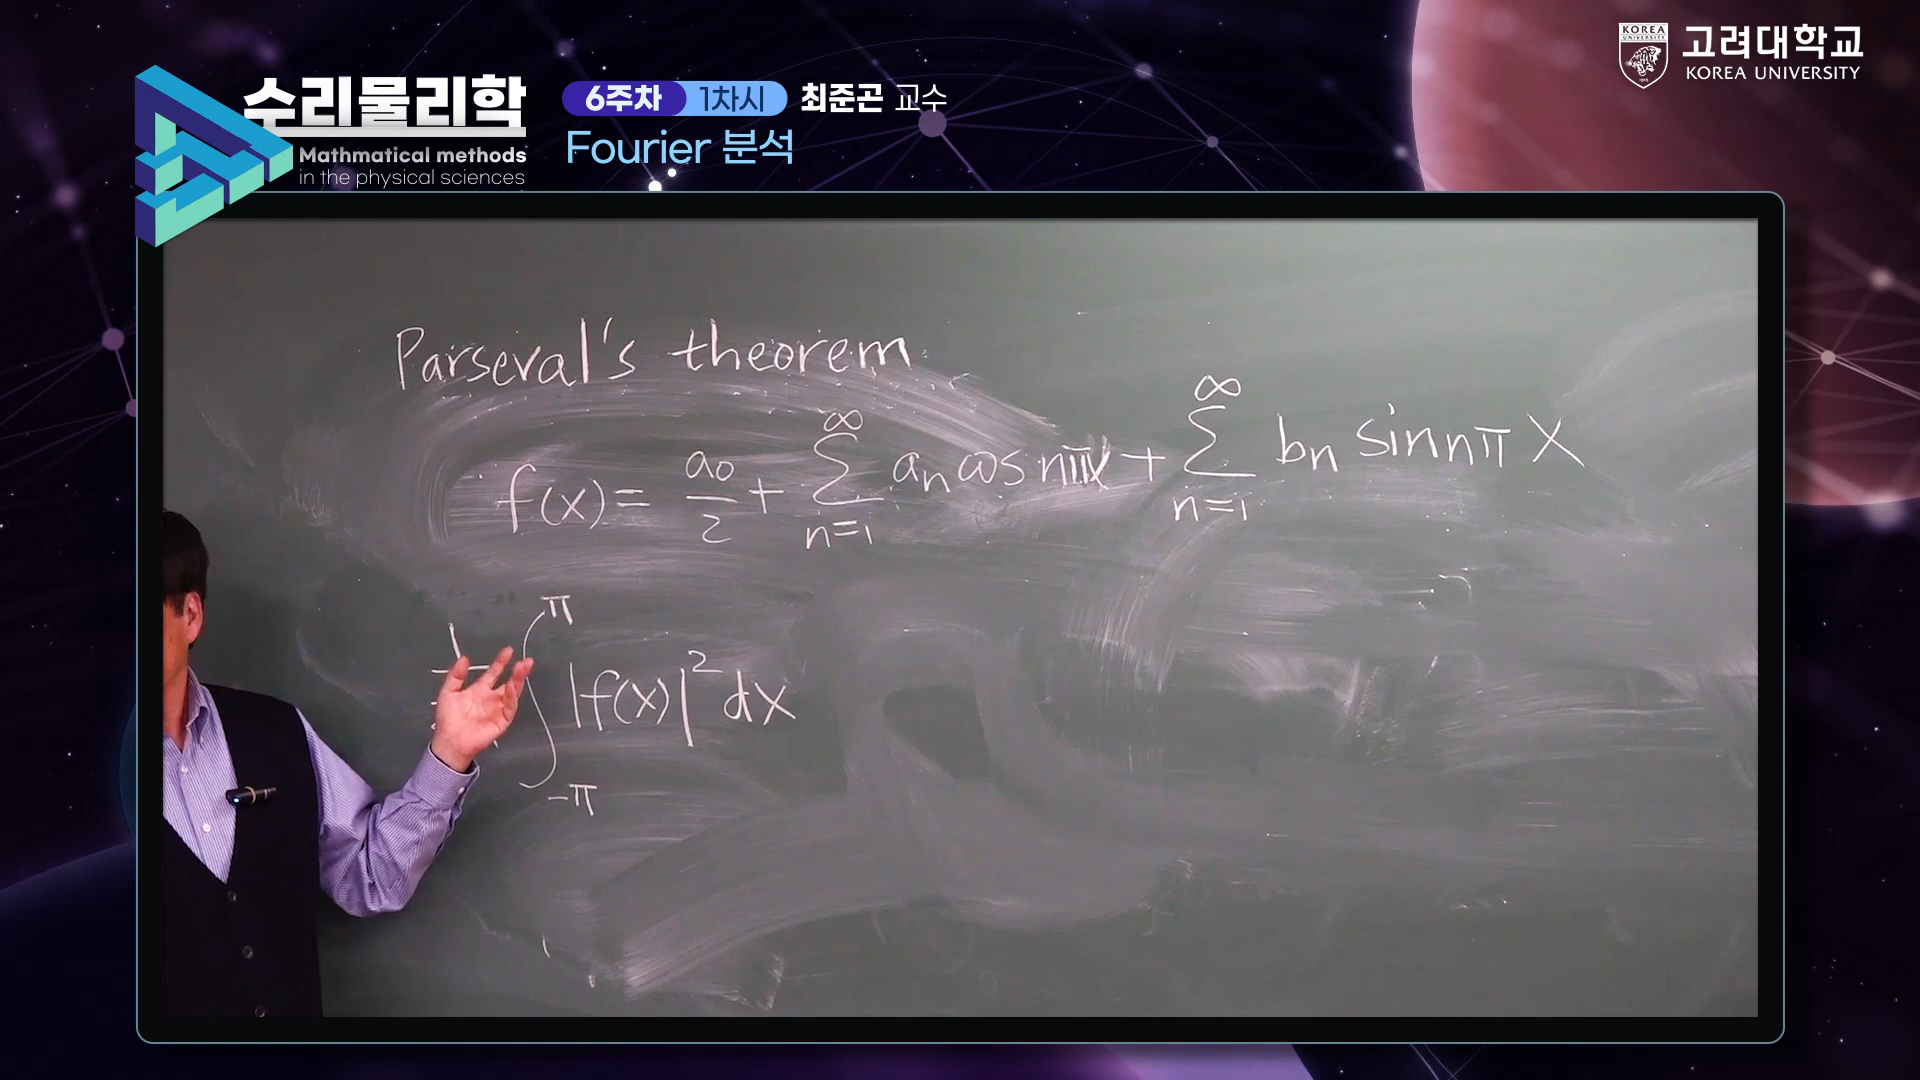 KOREA
UNIVERSITY
1905
고려대학교
KOREA UNIVERSITY
수리물리학
Mathmatical methods
in the physical sciences
6주차 1차시 최준곤 교수
Fourier 분석
Parseval's theorem
f(x) = a₀/2 + ∑_{n=1}^{∞} aₙ cos nπx + ∑_{n=1}^{∞} bₙ sin nπ x
∫_{-π}^{π} |f(x)|² dx